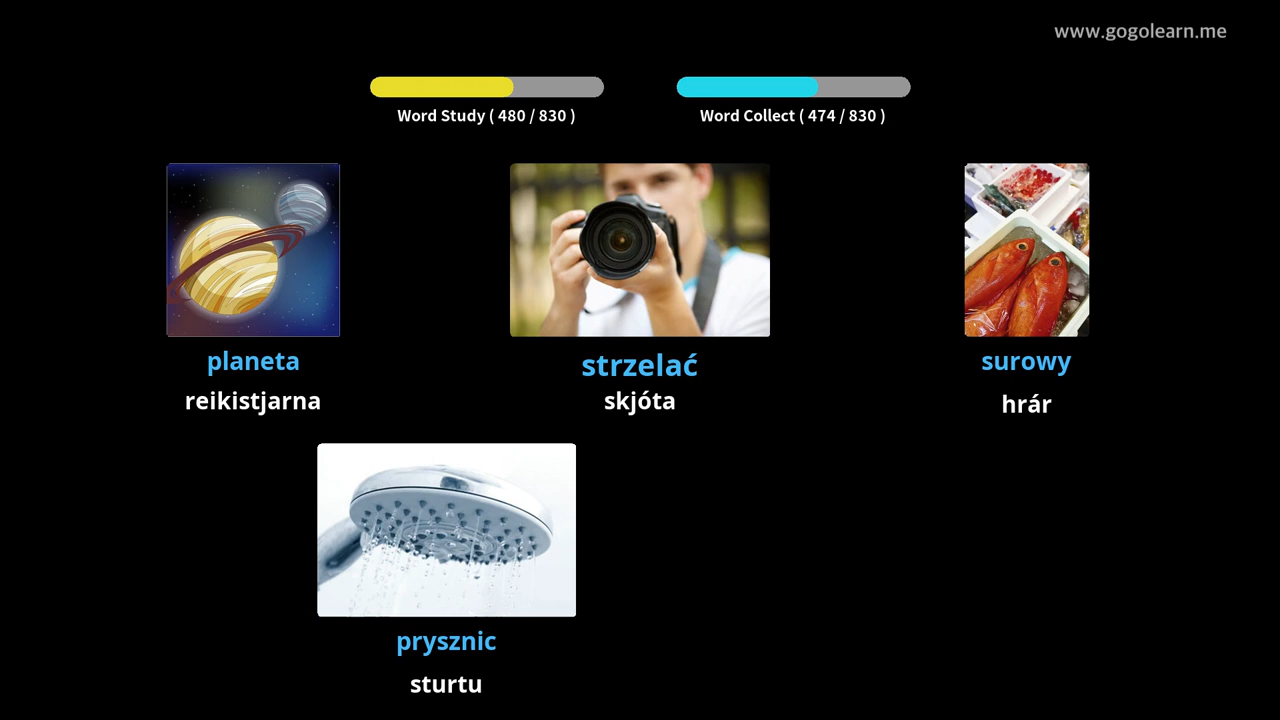 www.gogolearn.me
Word Study ( 480 / 830 )
Word Collect ( 474 / 830 )
planeta
reikistjarna
strzelać
skjóta
surowy
hrár
prysznic
sturtu